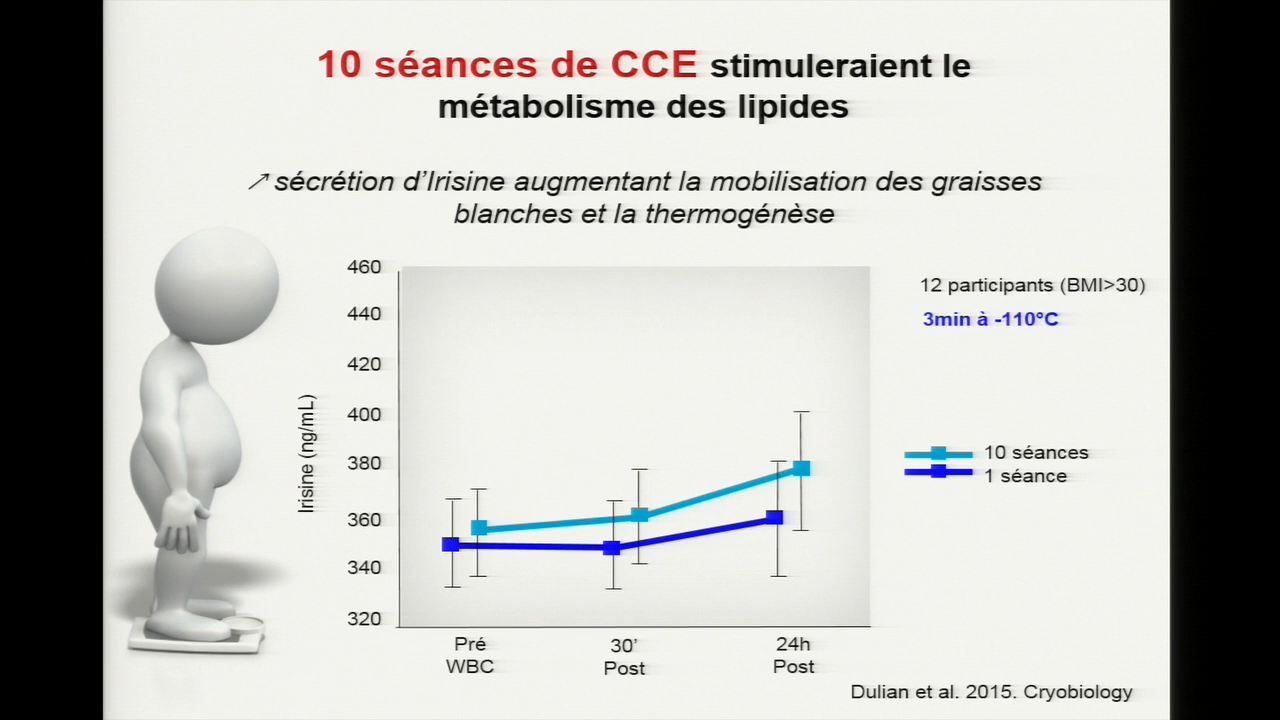 10 séances de CCE stimuleraient le
métabolisme des lipides
↗ sécrétion d'Irisine augmentant la mobilisation des graisses
blanches et la thermogénèse
12 participants (BMI>30)
3min à -110°C
Irisine (ng/mL)
460
440
420
400
380
360
340
320
10 séances
1 séance
Pré
WBC
30'
Post
24h
Post
Dulian et al. 2015. Cryobiology